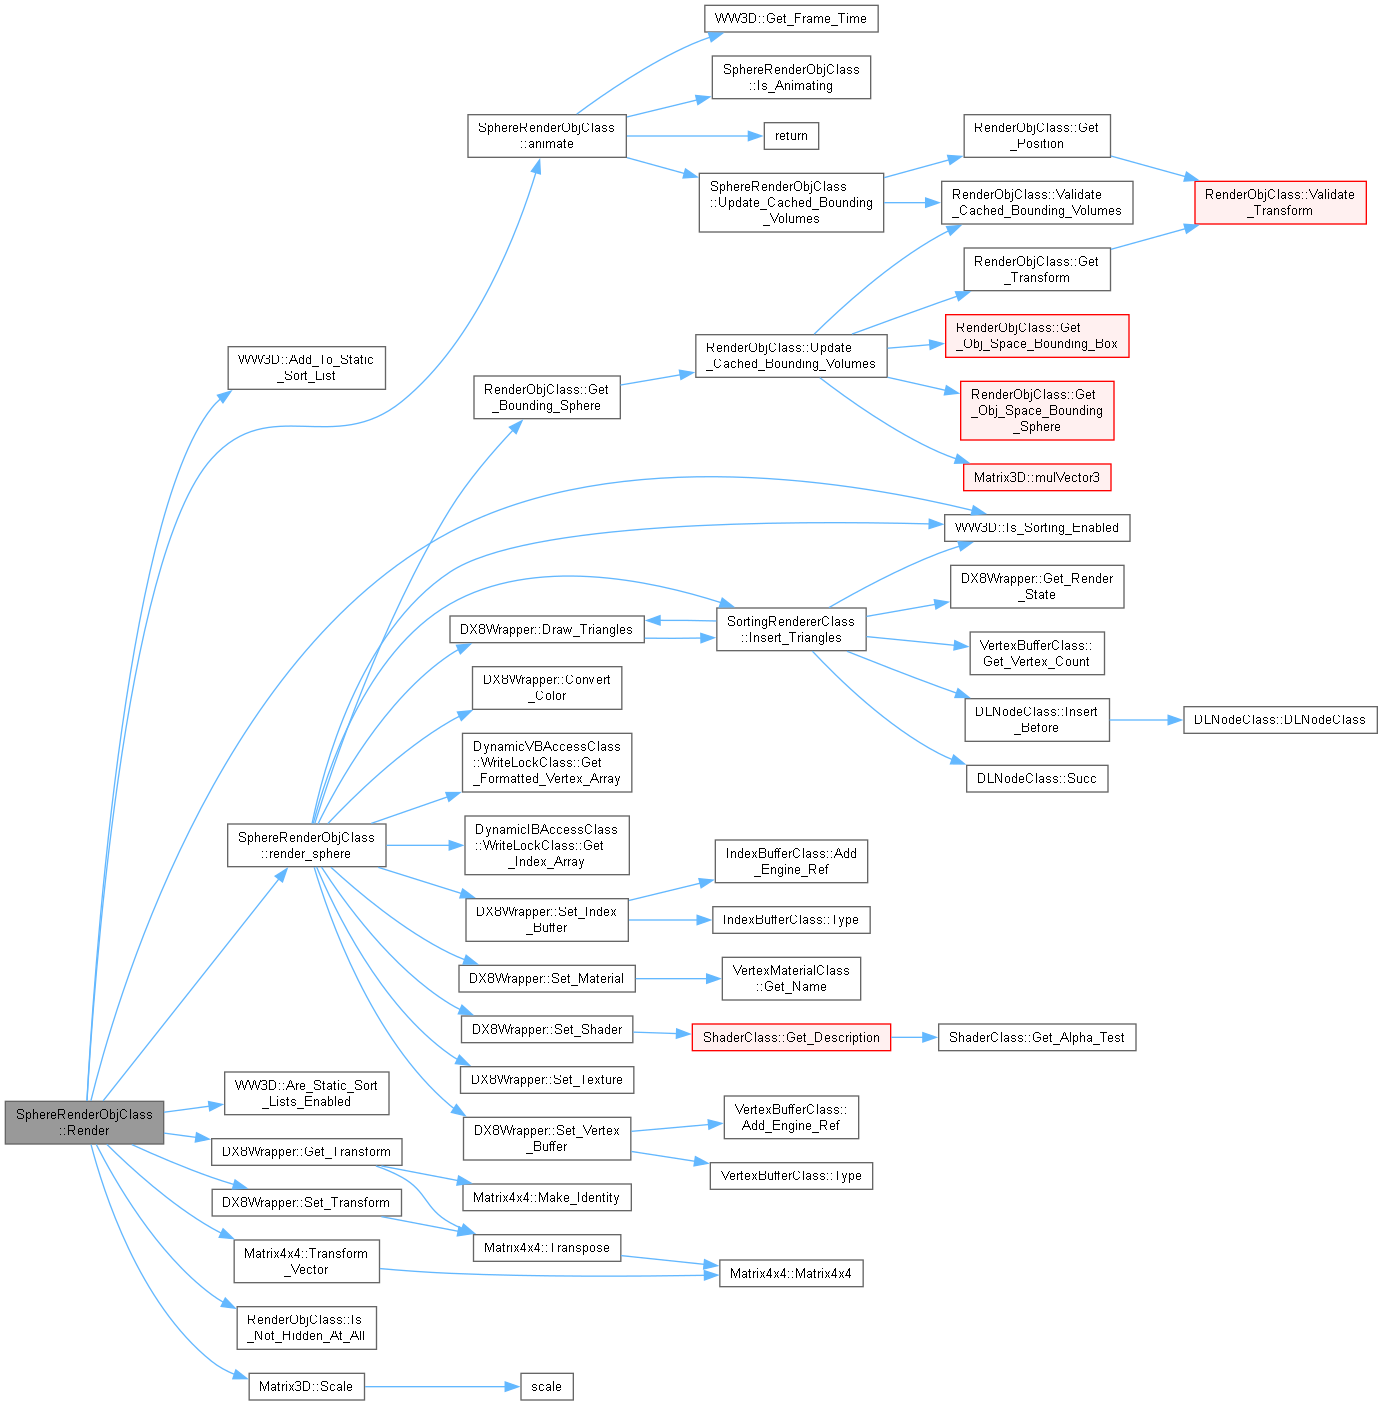 WW3D::Get_Frame_Time
SphereRenderObjClass
::Is_Animating
SphereRenderObjClass
::animate
return
RenderObjClass::Get
_Position
SphereRenderObjClass
::Update_Cached_Bounding
_Volumes
RenderObjClass::Validate
_Cached_Bounding_Volumes
RenderObjClass::Validate
_Transform
RenderObjClass::Get
_Transform
WW3D::Add_To_Static
_Sort_List
RenderObjClass::Get
_Bounding_Sphere
RenderObjClass::Update
_Cached_Bounding_Volumes
RenderObjClass::Get
_Obj_Space_Bounding_Box
RenderObjClass::Get
_Obj_Space_Bounding
_Sphere
Matrix3D::mulVector3
WW3D::Is_Sorting_Enabled
DX8Wrapper::Get_Render
_State
DX8Wrapper::Draw_Triangles
SortingRendererClass
::Insert_Triangles
VertexBufferClass::
Get_Vertex_Count
DX8Wrapper::Convert
_Color
DLNodeClass::Insert
_Before
DLNodeClass::DLNodeClass
DynamicVBAccessClass
::WriteLockClass::Get
_Formatted_Vertex_Array
DLNodeClass::Succ
SphereRenderObjClass
::render_sphere
DynamicIBAccessClass
::WriteLockClass::Get
_Index_Array
IndexBufferClass::Add
_Engine_Ref
DX8Wrapper::Set_Index
_Buffer
IndexBufferClass::Type
DX8Wrapper::Set_Material
VertexMaterialClass
::Get_Name
DX8Wrapper::Set_Shader
ShaderClass::Get_Description
ShaderClass::Get_Alpha_Test
DX8Wrapper::Set_Texture
WW3D::Are_Static_Sort
_Lists_Enabled
SphereRenderObjClass
::Render
DX8Wrapper::Set_Vertex
_Buffer
VertexBufferClass::
Add_Engine_Ref
DX8Wrapper::Get_Transform
VertexBufferClass::Type
DX8Wrapper::Set_Transform
Matrix4x4::Make_Identity
Matrix4x4::Transform
_Vector
Matrix4x4::Transpose
Matrix4x4::Matrix4x4
RenderObjClass::Is
_Not_Hidden_At_All
Matrix3D::Scale
scale